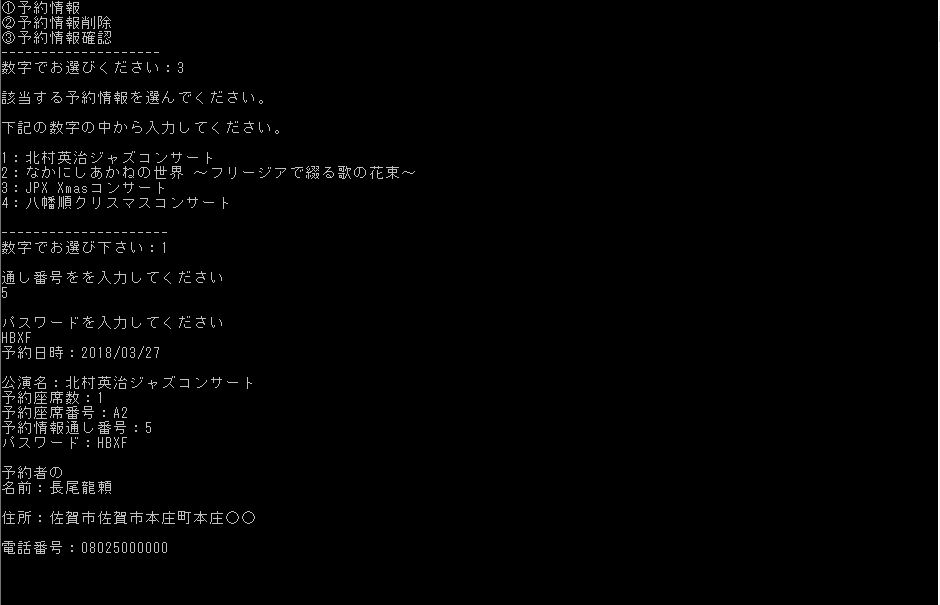 ①予約情報
②予約情報削除
③予約情報確認
--------------------
数字でお選びください：3
該当する予約情報を選んでください。
下記の数字の中から入力してください。
1：北村英治ジャズコンサート
2：なかにしあかねの世界 ～フリージアで綴る歌の花束～
3：JPX Xmasコンサート
4：八幡順クリスマスコンサート
---------------------
数字でお選び下さい：1
通し番号をを入力してください
5
パスワードを入力してください
HBXF
予約日時：2018/03/27
公演名：北村英治ジャズコンサート
予約座席数：1
予約座席番号：A2
予約情報通し番号：5
パスワード：HBXF
予約者の
名前：長尾龍頼
住所：佐賀市佐賀市本庄町本庄○○
電話番号：08025000000